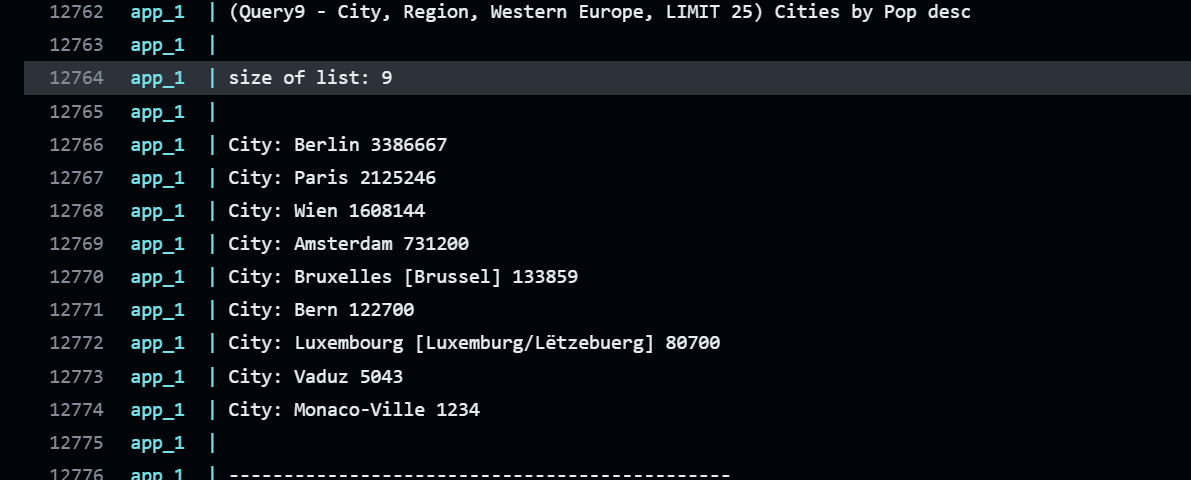 12762 app_1 | (Query9 - City, Region, Western Europe, LIMIT 25) Cities by Pop desc
12763 app_1 |
12764 app_1 | size of list: 9
12765 app_1 |
12766 app_1 | City: Berlin 3386667
12767 app_1 | City: Paris 2125246
12768 app_1 | City: Wien 1608144
12769 app_1 | City: Amsterdam 731200
12770 app_1 | City: Bruxelles [Brussel] 133859
12771 app_1 | City: Bern 122700
12772 app_1 | City: Luxembourg [Luxemburg/Lëtzebuerg] 80700
12773 app_1 | City: Vaduz 5043
12774 app_1 | City: Monaco-Ville 1234
12775 app_1 |
12776 app_1 | ----------------------------------------------